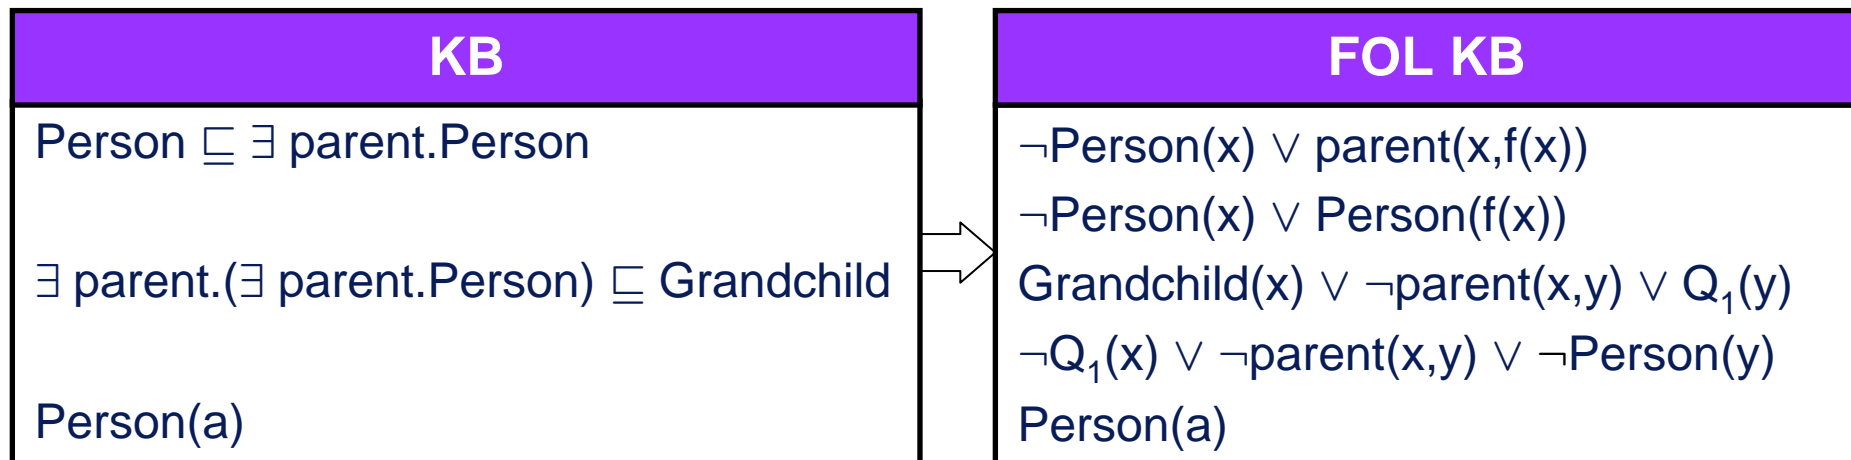 KB
Person ⊑ ∃ parent.Person
∃ parent.(∃ parent.Person) ⊑ Grandchild
Person(a)
FOL KB
¬Person(x) ∨ parent(x,f(x))
¬Person(x) ∨ Person(f(x))
Grandchild(x) ∨ ¬parent(x,y) ∨ Q₁(y)
¬Q₁(x) ∨ ¬parent(x,y) ∨ ¬Person(y)
Person(a)